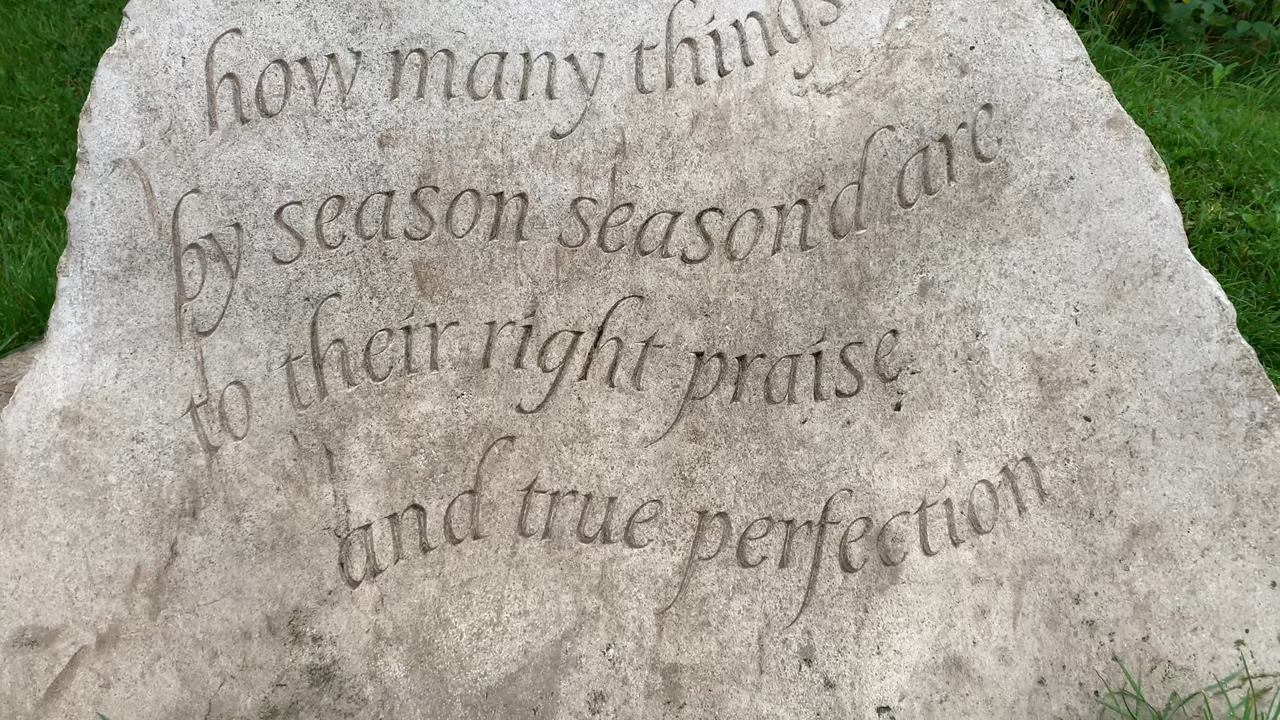 how many things
by season season'd are
to their right praise
and true perfection